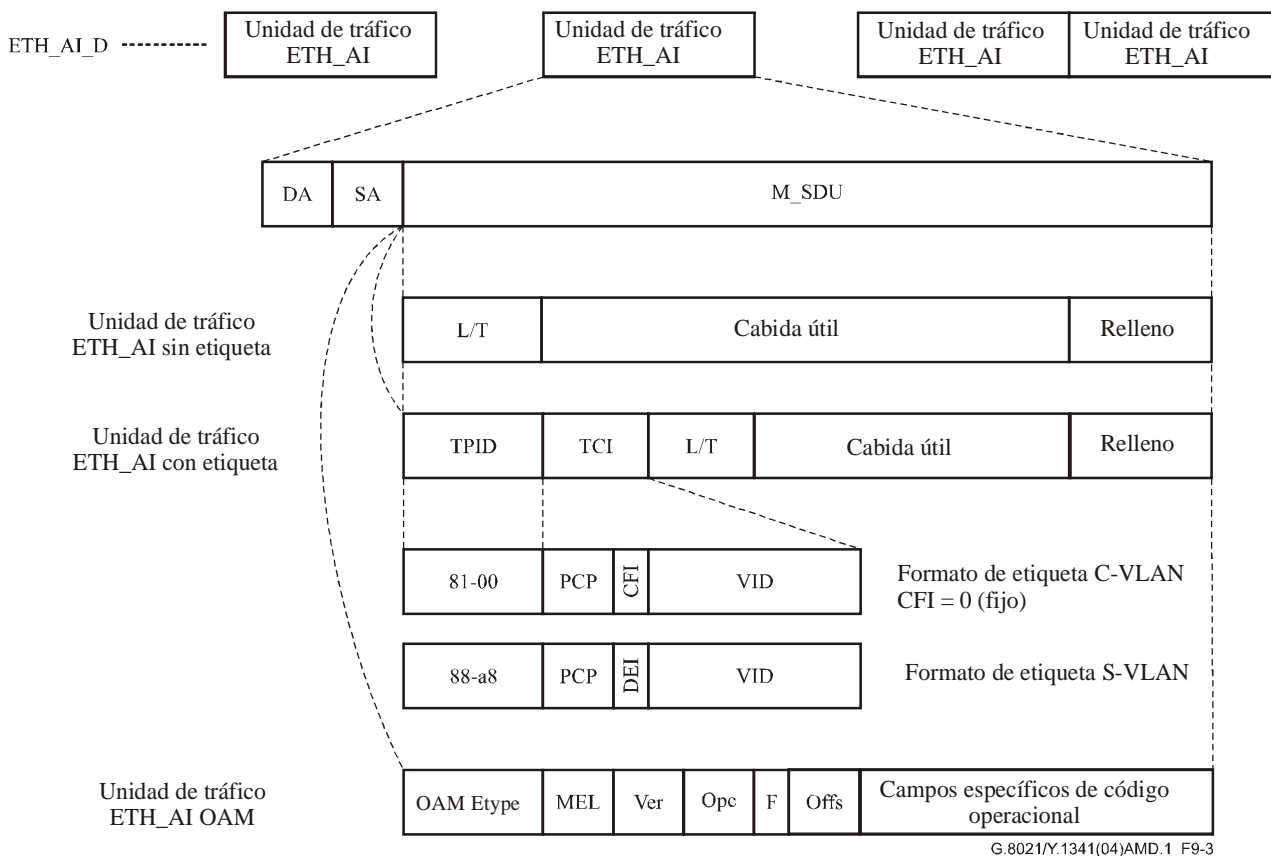 ETH_AI_D
Unidad de tráfico
ETH_AI
Unidad de tráfico
ETH_AI
Unidad de tráfico
ETH_AI
Unidad de tráfico
ETH_AI
DA SA M_SDU
Unidad de tráfico
ETH_AI sin etiqueta
L/T Cabida útil Relleno
Unidad de tráfico
ETH_AI con etiqueta
TPID TCI L/T Cabida útil Relleno
81-00 PCP CFI VID
Formato de etiqueta C-VLAN
CFI = 0 (fijo)
88-a8 PCP DEI VID
Formato de etiqueta S-VLAN
Unidad de tráfico
ETH_AI OAM
OAM Etype MEL Ver Opc F Offs
Campos específicos de código
operacional
G.8021/Y.1341(04)AMD.1_F9-3